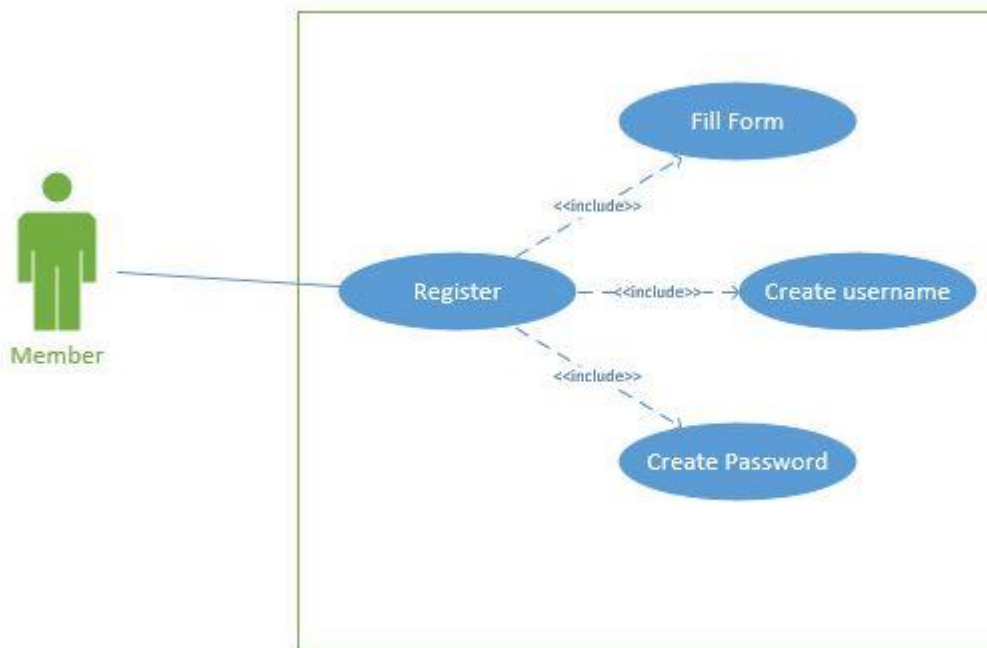 Fill Form
<<include>>
Register
<<include>>
Create username
Member
<<include>>
Create Password